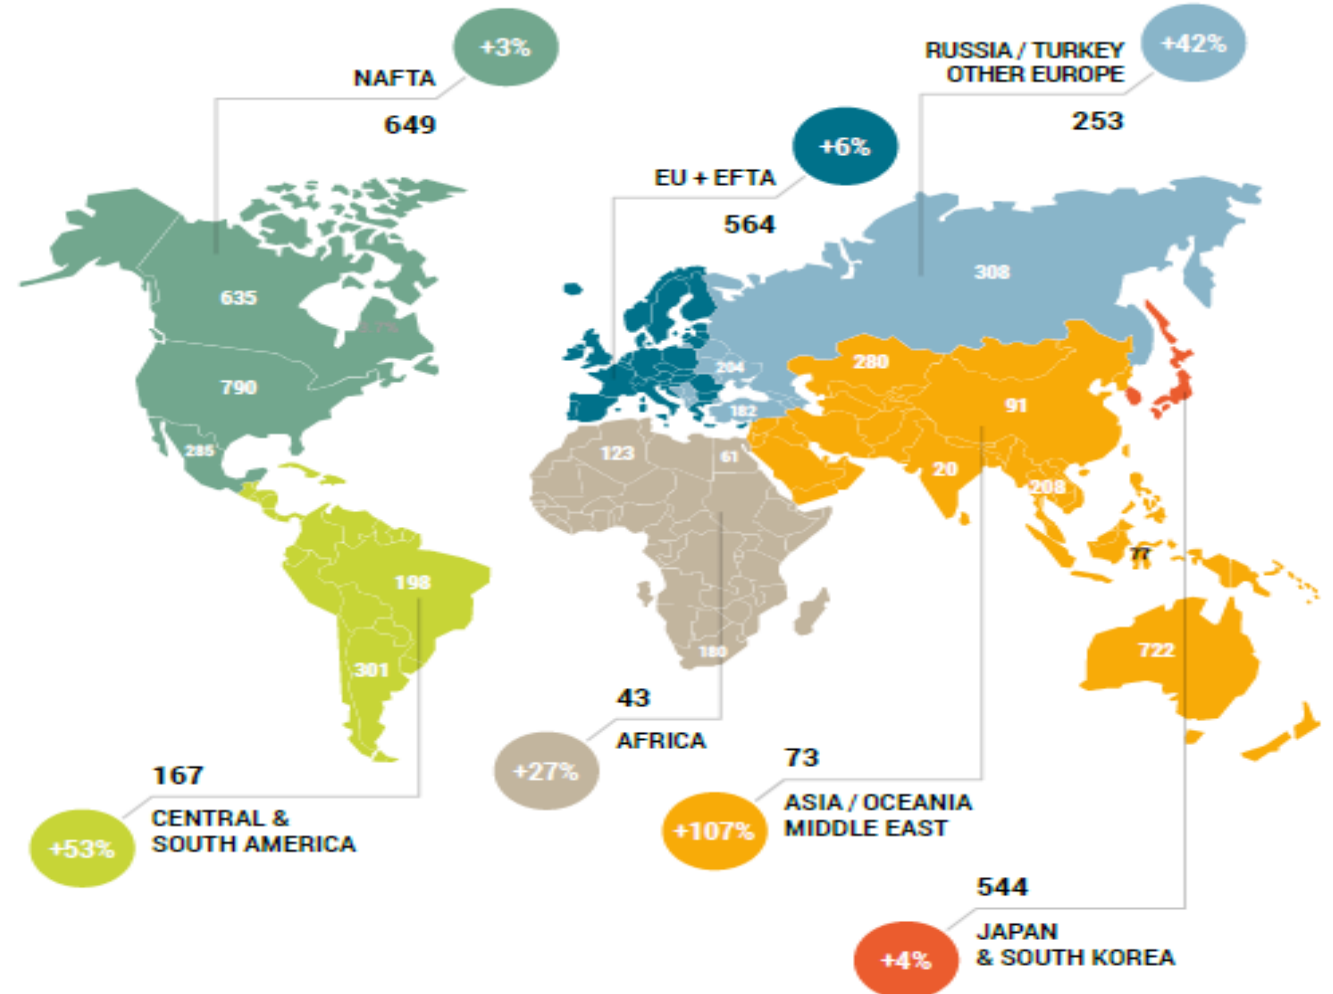 +3%
NAFTA
649
+42%
RUSSIA / TURKEY
OTHER EUROPE
253
+6%
EU + EFTA
564
635
790
285
308
204
182
280
91
20
208
77
722
123
61
180
198
301
43
AFRICA
+27%
73
ASIA / OCEANIA
MIDDLE EAST
+107%
167
CENTRAL &
SOUTH AMERICA
+53%
544
JAPAN
& SOUTH KOREA
+4%